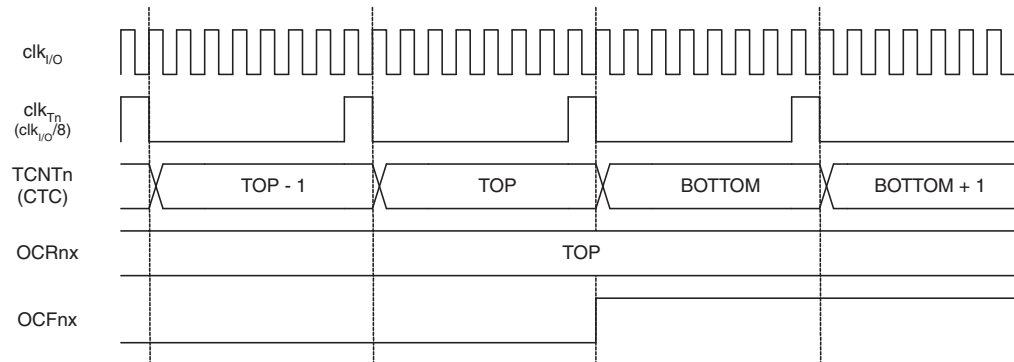 clkI/O
clkTn
(clkI/O/8)
TCNTn
(CTC)
TOP - 1
TOP
BOTTOM
BOTTOM + 1
OCRnx
TOP
OCFnx